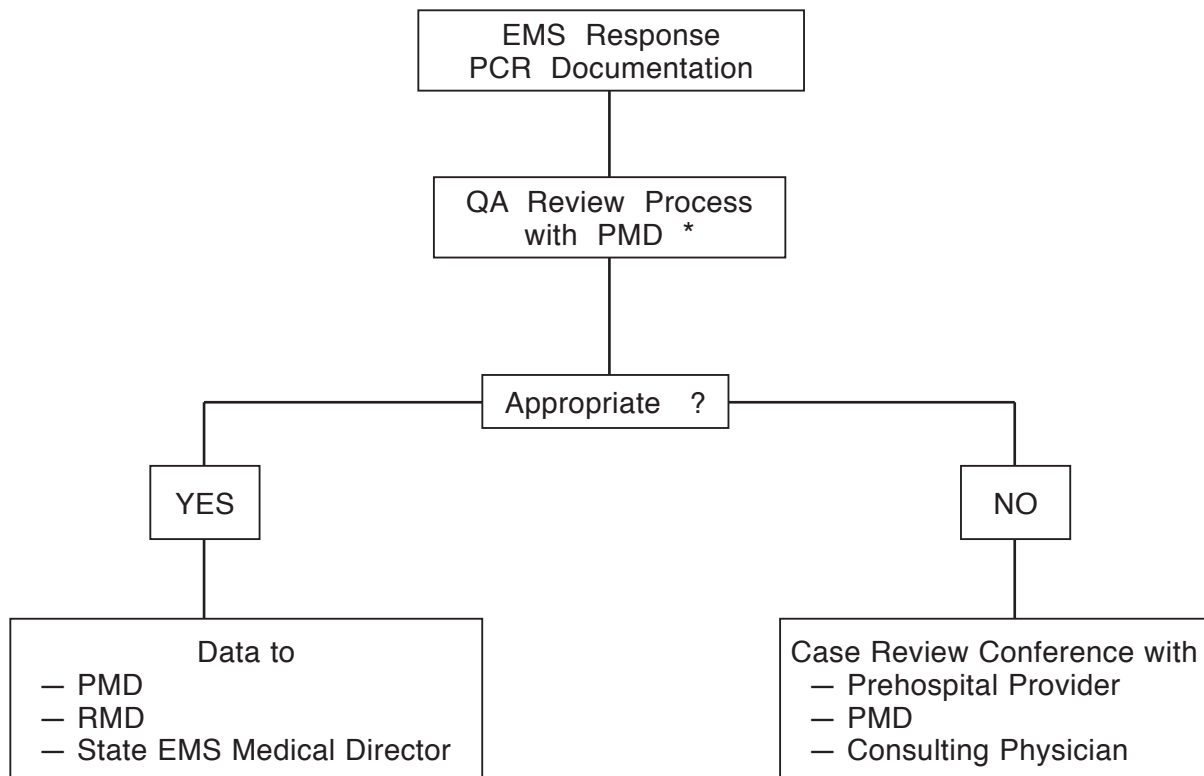 EMS Response
PCR Documentation
QA Review Process
with PMD *
Appropriate ?
YES
NO
Data to
— PMD
— RMD
— State EMS Medical Director
Case Review Conference with
— Prehospital Provider
— PMD
— Consulting Physician